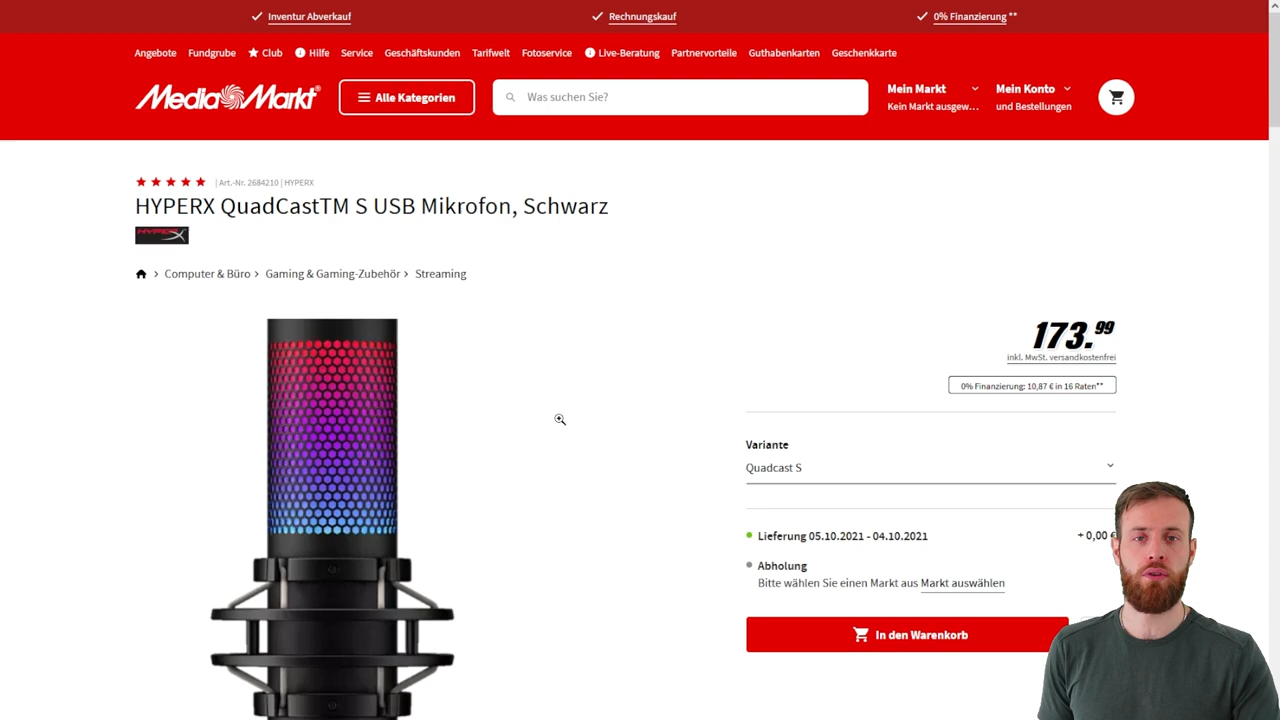 Inventur Abverkauf
Rechnungskauf
0% Finanzierung **
Angebote Fundgrube Club Hilfe Service Geschäftskunden Tarifwelt Fotoservice Live-Beratung Partnervorteile Guthabenkarten Geschenkkarte
Media Markt®
Alle Kategorien
Was suchen Sie?
Mein Markt
Kein Markt ausgew...
Mein Konto
und Bestellungen
| Art.-Nr. 2684210 | HYPERX
HYPERX QuadCastTM S USB Mikrofon, Schwarz
HYPERX
Computer & Büro > Gaming & Gaming-Zubehör > Streaming
173.99
inkl. MwSt. versandkostenfrei
0% Finanzierung: 10,87 € in 16 Raten**
Variante
Quadcast S
Lieferung 05.10.2021 - 04.10.2021
+ 0,00 €
Abholung
Bitte wählen Sie einen Markt aus Markt auswählen
In den Warenkorb